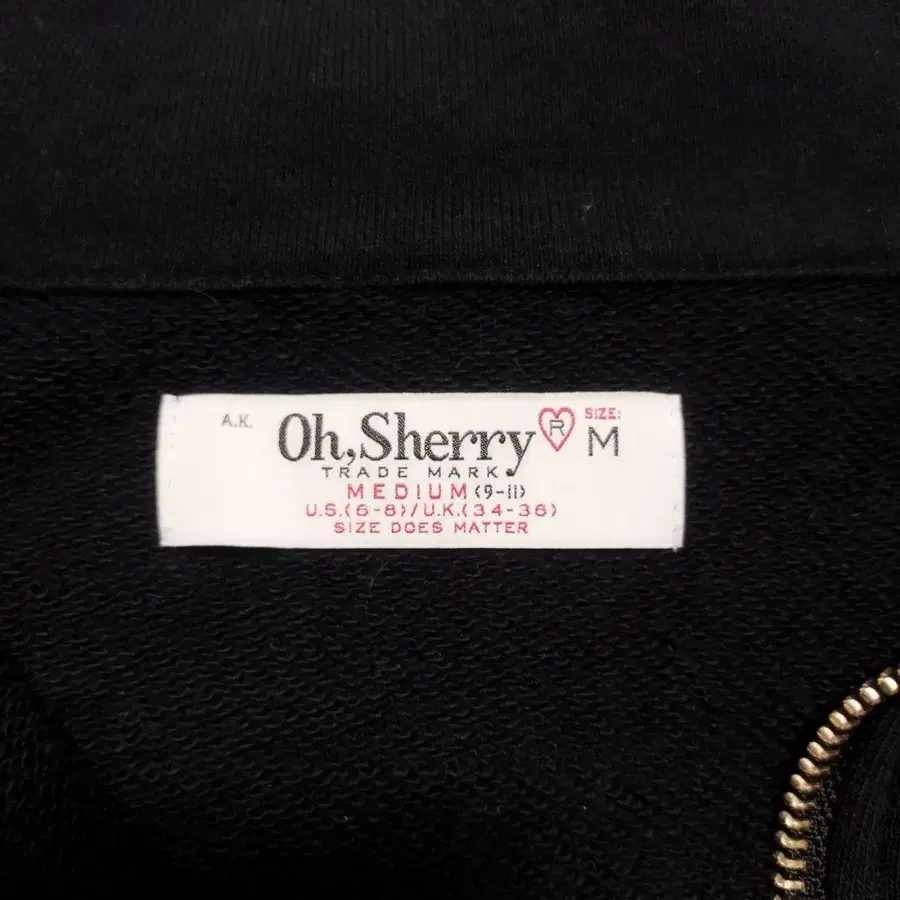 A.K.
Oh,Sherry R
SIZE:
M
TRADE MARK
MEDIUM (9-11)
U.S.(6-8)/U.K.(34-36)
SIZE DOES MATTER